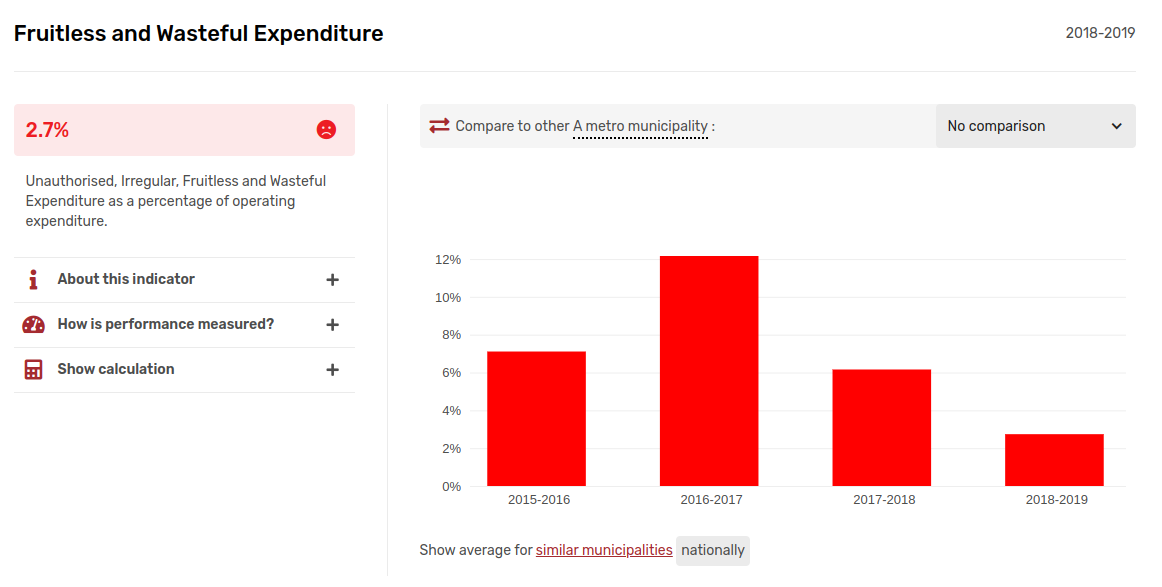 Fruitless and Wasteful Expenditure
2018-2019
2.7%
Unauthorised, Irregular, Fruitless and Wasteful
Expenditure as a percentage of operating
expenditure.
About this indicator
How is performance measured?
Show calculation
Compare to other A metro municipality :
No comparison
12%
10%
8%
6%
4%
2%
0%
2015-2016
2016-2017
2017-2018
2018-2019
Show average for similar municipalities nationally